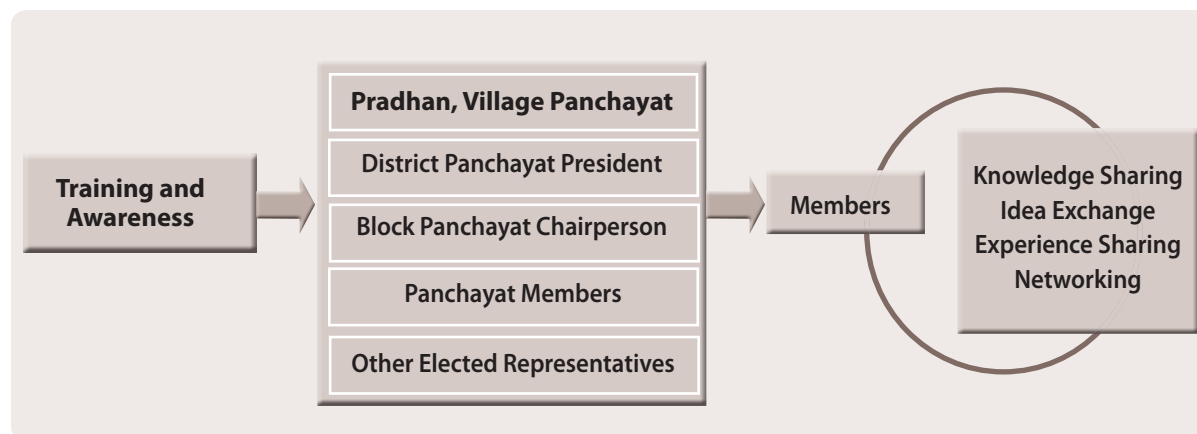 Training and
Awareness
Pradhan, Village Panchayat
District Panchayat President
Block Panchayat Chairperson
Panchayat Members
Other Elected Representatives
Members
Knowledge Sharing
Idea Exchange
Experience Sharing
Networking